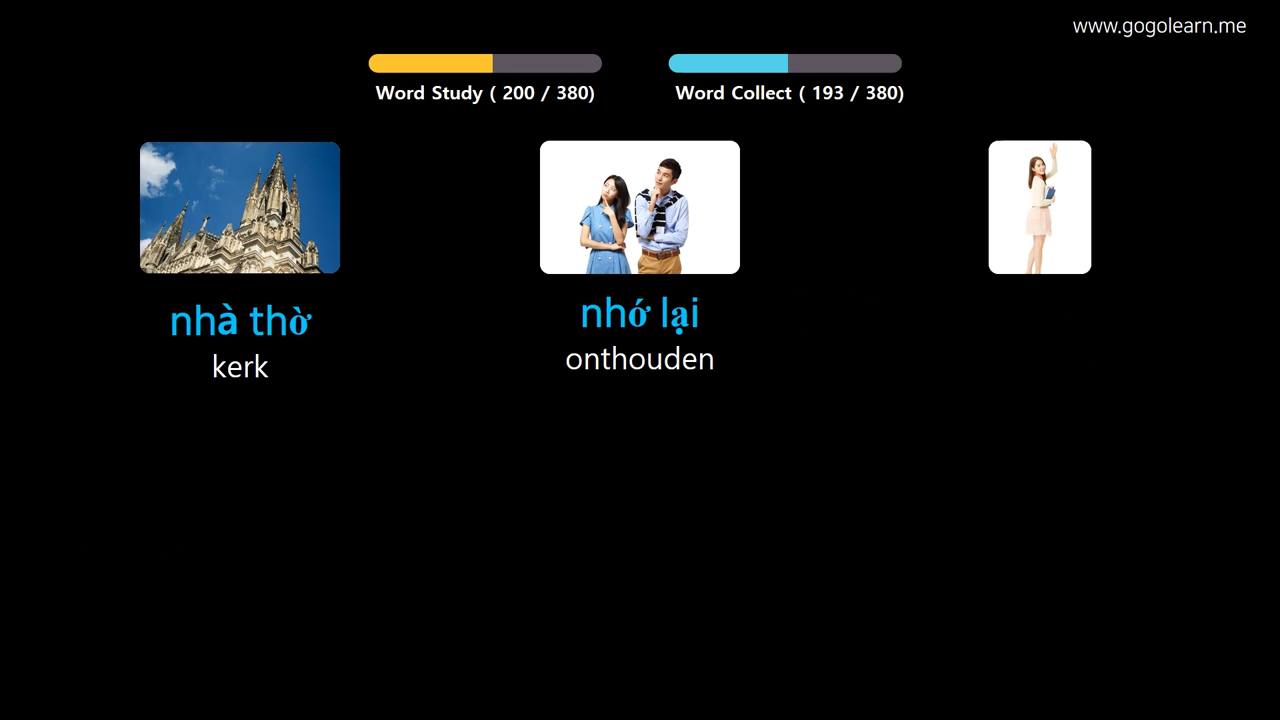 www.gogolearn.me
Word Study ( 200 / 380)
Word Collect ( 193 / 380)
nhà thờ
kerk
nhớ lại
onthouden